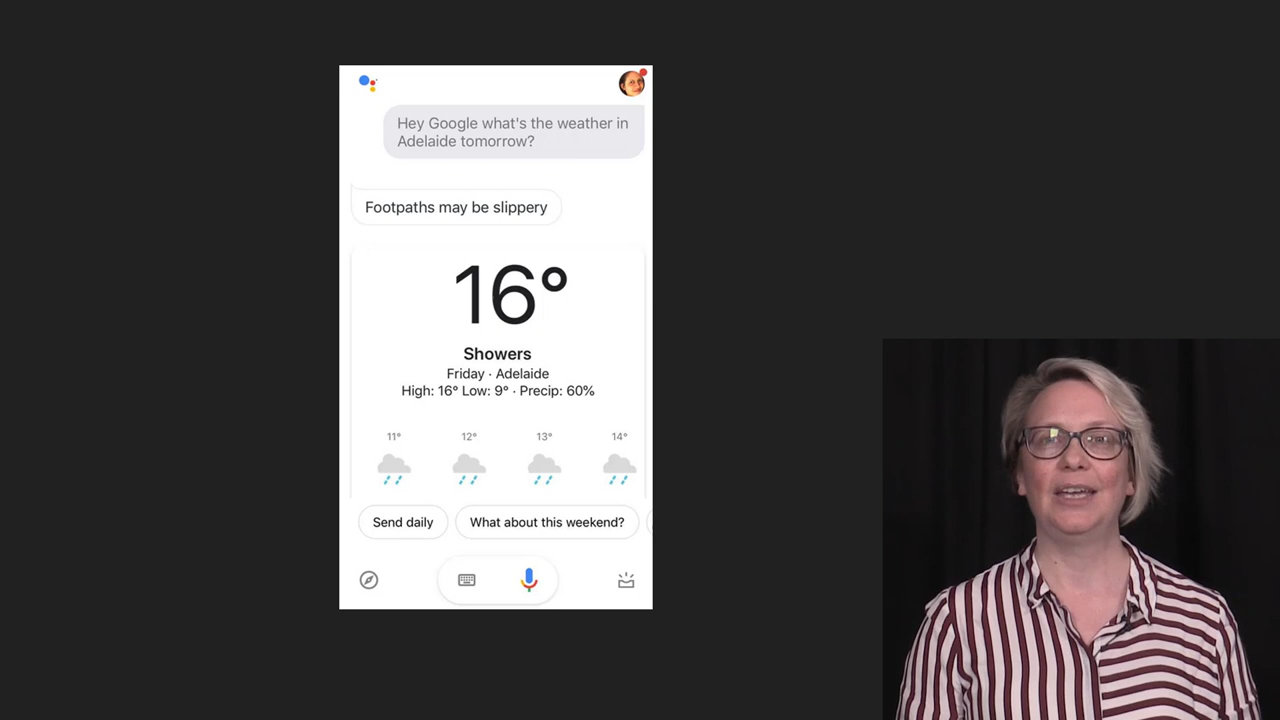 Hey Google what's the weather in
Adelaide tomorrow?
Footpaths may be slippery
16°
Showers
Friday · Adelaide
High: 16° Low: 9° · Precip: 60%
11° 12° 13° 14°
Send daily What about this weekend?